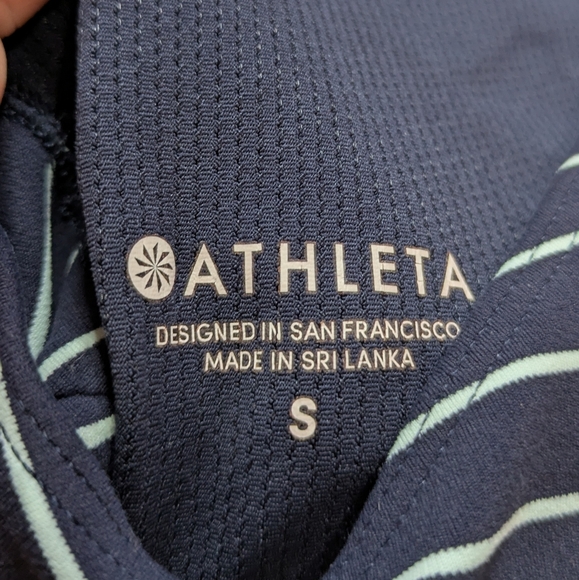 ATHLETA
DESIGNED IN SAN FRANCISCO
MADE IN SRI LANKA
S